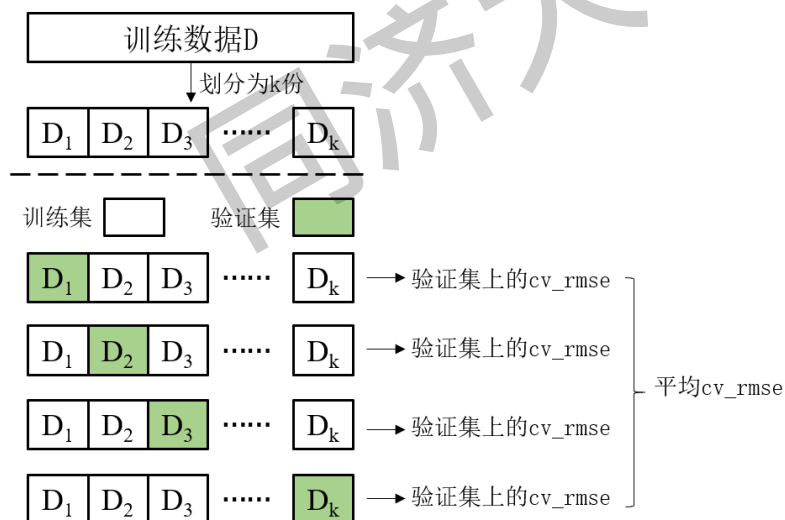 训练数据D
划分为k份
D₁ D₂ D₃ …… Dₖ
训练集 验证集
D₁ D₂ D₃ …… Dₖ 验证集上的cv_rmse
D₁ D₂ D₃ …… Dₖ 验证集上的cv_rmse
平均cv_rmse
D₁ D₂ D₃ …… Dₖ 验证集上的cv_rmse
D₁ D₂ D₃ …… Dₖ 验证集上的cv_rmse
同济大